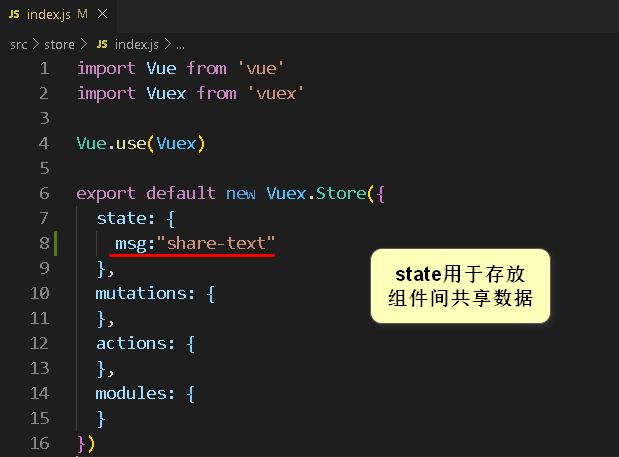 JS index.js M ×
src > store > JS index.js > ...
1 import Vue from 'vue'
2 import Vuex from 'vuex'
3
4 Vue.use(Vuex)
5
6 export default new Vuex.Store({
7 state: {
8 msg:"share-text"
9 },
10 mutations: {
11 },
12 actions: {
13 },
14 modules: {
15 }
16 })
state用于存放
组件间共享数据